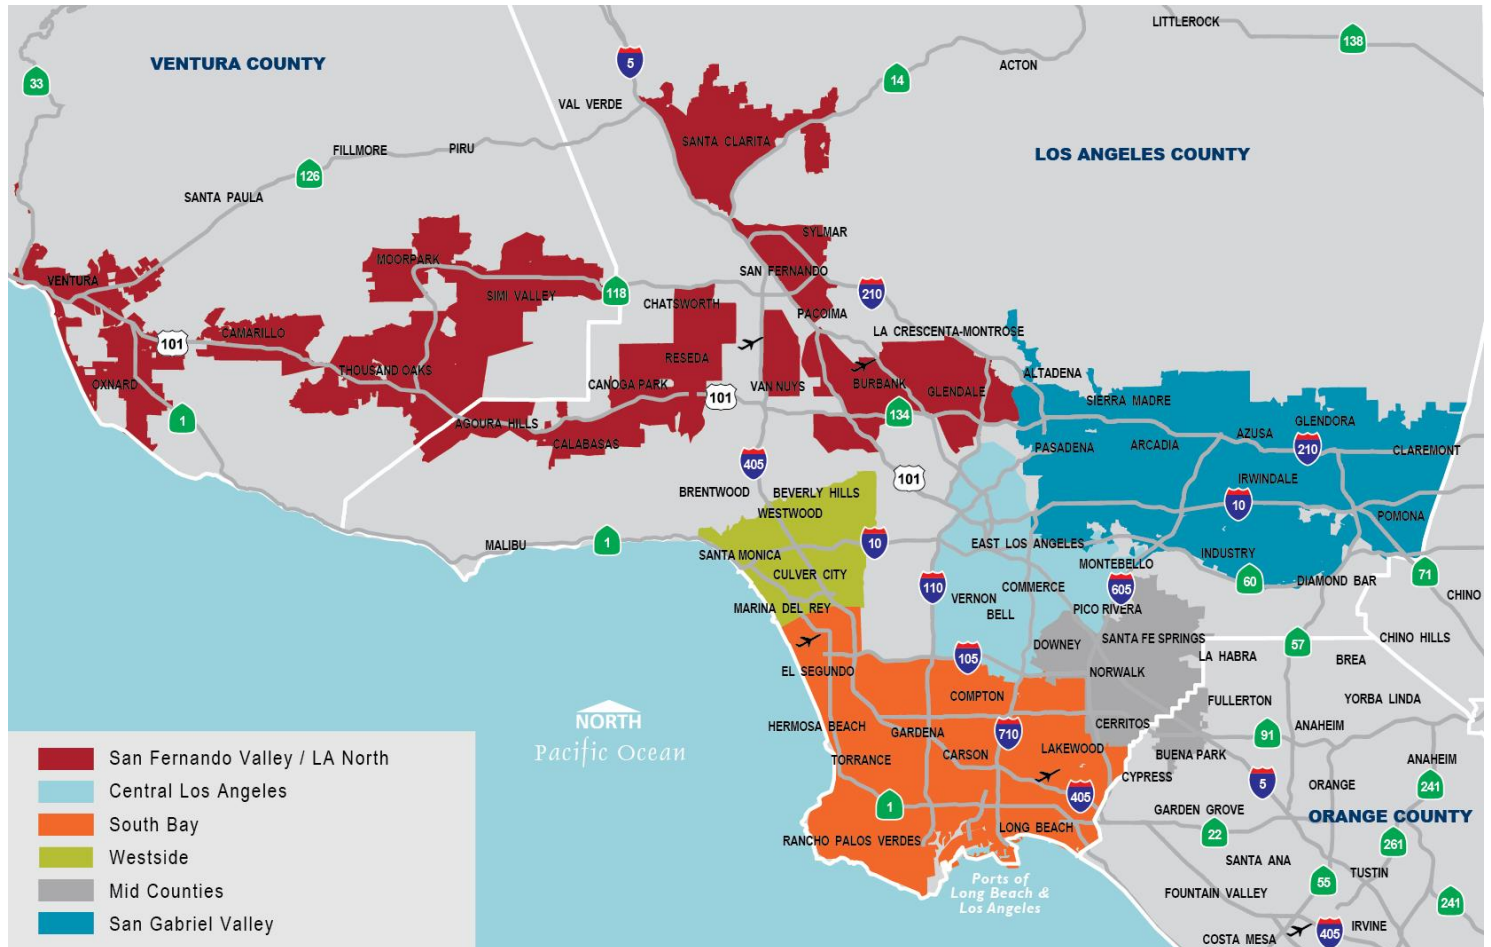 LITTLEROCK
138
VENTURA COUNTY
5
ACTON
14
33
VAL VERDE
SANTA CLARITA
FILLMORE
PIRU
LOS ANGELES COUNTY
126
SANTA PAULA
SYLMAR
MOORPARK
SAN FERNANDO
VENTURA
SIMI VALLEY
118
CHATSWORTH
210
PACOIMA
CAMARILLO
LA CRESCENTA-MONTROSE
101
RESEDA
THOUSAND OAKS
ALTADENA
OXNARD
CANOGA PARK
VAN NUYS
BURBANK
GLENDALE
101
SIERRA MADRE
1
134
AGOURA HILLS
GLENDORA
AZUSA
CALABASAS
PASADENA
ARCADIA
210
CLAREMONT
405
101
IRWINDALE
BRENTWOOD
BEVERLY HILLS
10
WESTWOOD
POMONA
MALIBU
1
10
EAST LOS ANGELES
SANTA MONICA
INDUSTRY
MONTEBELLO
CULVER CITY
60
DIAMOND BAR
71
110
COMMERCE
605
CHINO
VERNON
MARINA DEL REY
BELL
PICO RIVERA
SANTA FE SPRINGS
CHINO HILLS
DOWNEY
57
105
LA HABRA
BREA
EL SEGUNDO
NORWALK
COMPTON
FULLERTON
YORBA LINDA
NORTH
HERMOSA BEACH
CERRITOS
ANAHEIM
GARDENA
710
91
Pacific Ocean
CARSON
LAKEWOOD
BUENA PARK
TORRANCE
ANAHEIM
San Fernando Valley / LA North
CYPRESS
5
ORANGE
241
Central Los Angeles
405
1
GARDEN GROVE
ORANGE COUNTY
South Bay
LONG BEACH
22
RANCHO PALOS VERDES
261
Westside
SANTA ANA
TUSTIN
Ports of
Long Beach &
Los Angeles
55
Mid Counties
FOUNTAIN VALLEY
241
San Gabriel Valley
IRVINE
405
COSTA MESA